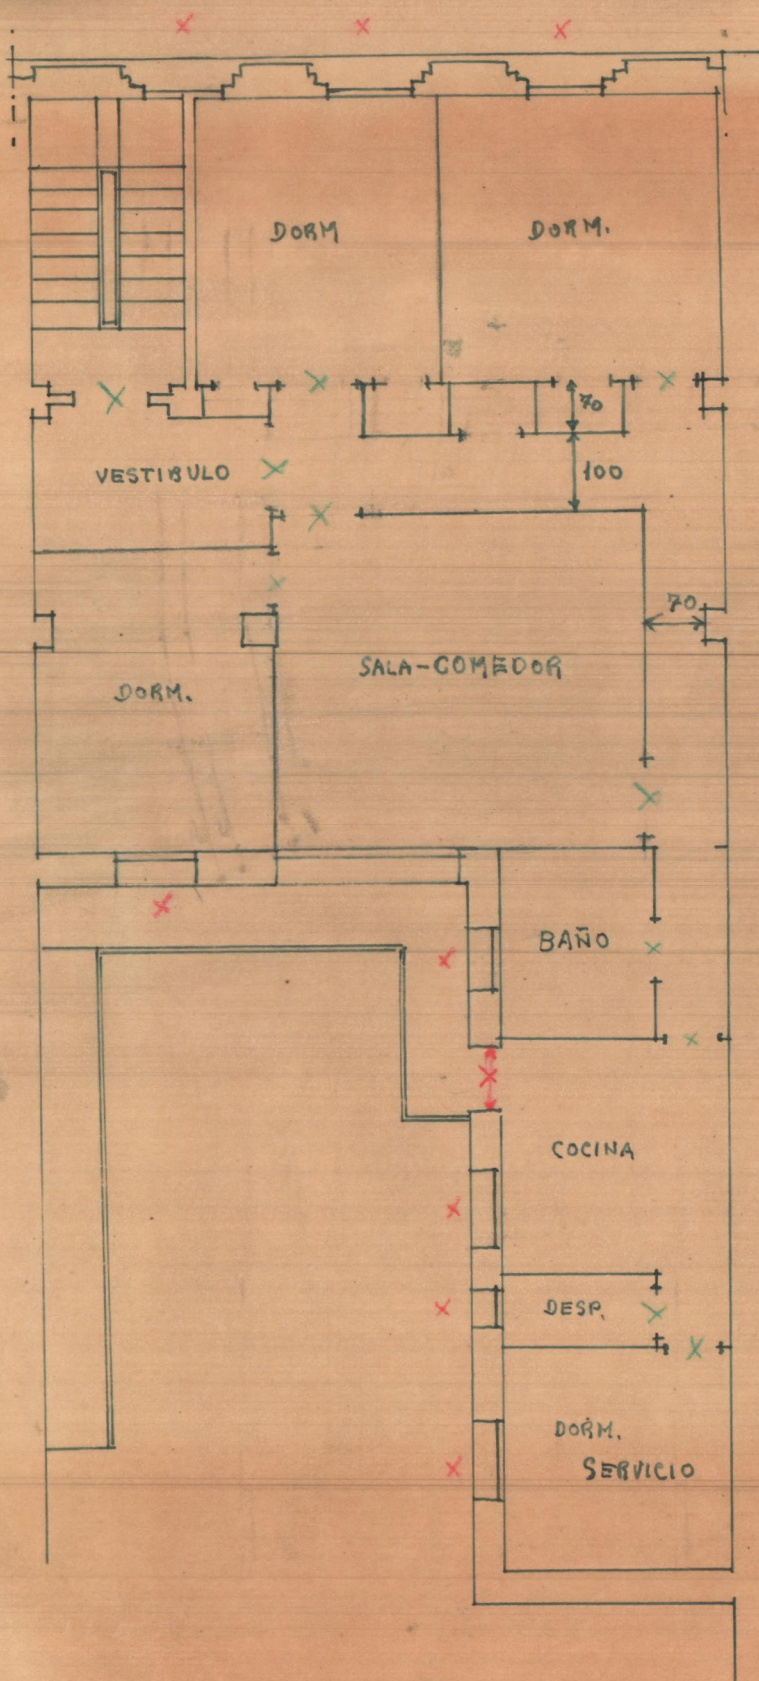 DORM
DORM.
70
100
VESTIBULO
70
SALA-COMEDOR
DORM.
BAÑO
COCINA
DESP.
DORM.
SERVICIO